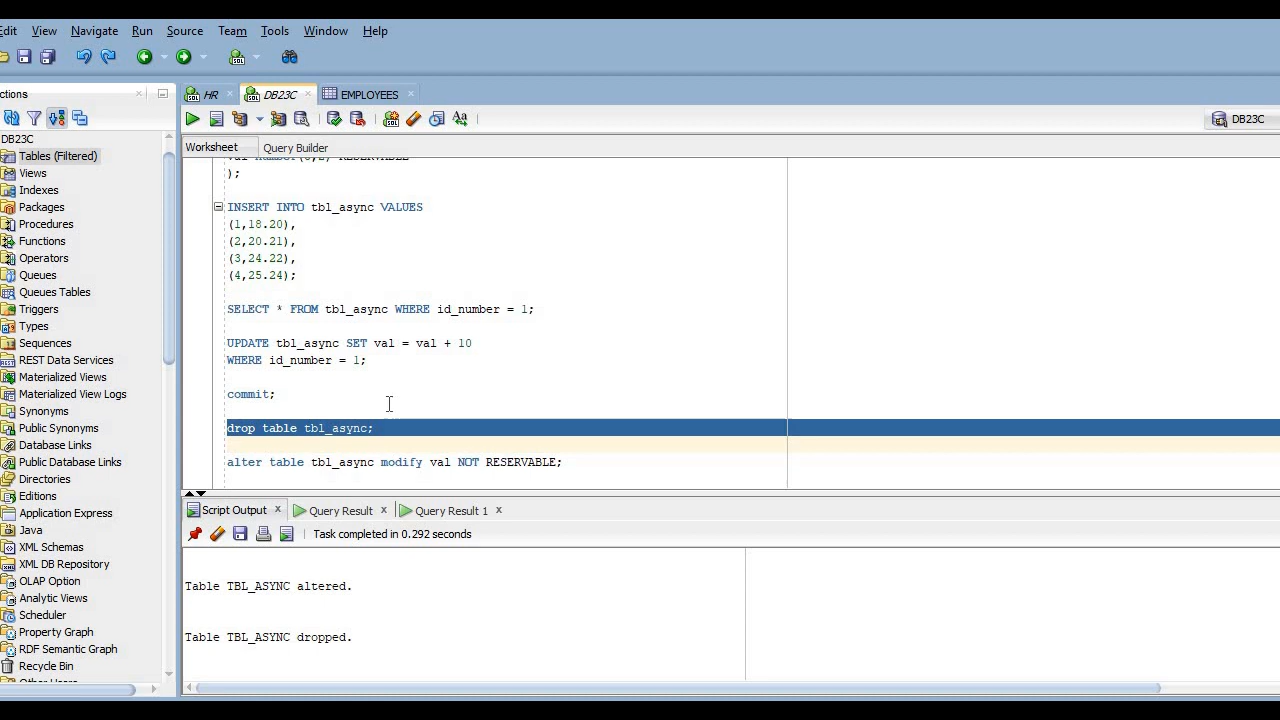 Edit View Navigate Run Source Team Tools Window Help
ctions
HR DB23C EMPLOYEES
DB23C
Worksheet Query Builder
DB23C
Tables (Filtered)
Views
Indexes
Packages
Procedures
Functions
Operators
Queues
Queues Tables
Triggers
Types
Sequences
REST Data Services
Materialized Views
Materialized View Logs
Synonyms
Public Synonyms
Database Links
Public Database Links
Directories
Editions
Application Express
Java
XML Schemas
XML DB Repository
OLAP Option
Analytic Views
Scheduler
Property Graph
RDF Semantic Graph
Recycle Bin
);
INSERT INTO tbl_async VALUES
(1,18.20),
(2,20.21),
(3,24.22),
(4,25.24);
SELECT * FROM tbl_async WHERE id_number = 1;
UPDATE tbl_async SET val = val + 10
WHERE id_number = 1;
commit;
drop table tbl_async;
alter table tbl_async modify val NOT RESERVABLE;
Script Output Query Result Query Result 1
Task completed in 0.292 seconds
Table TBL_ASYNC altered.
Table TBL_ASYNC dropped.